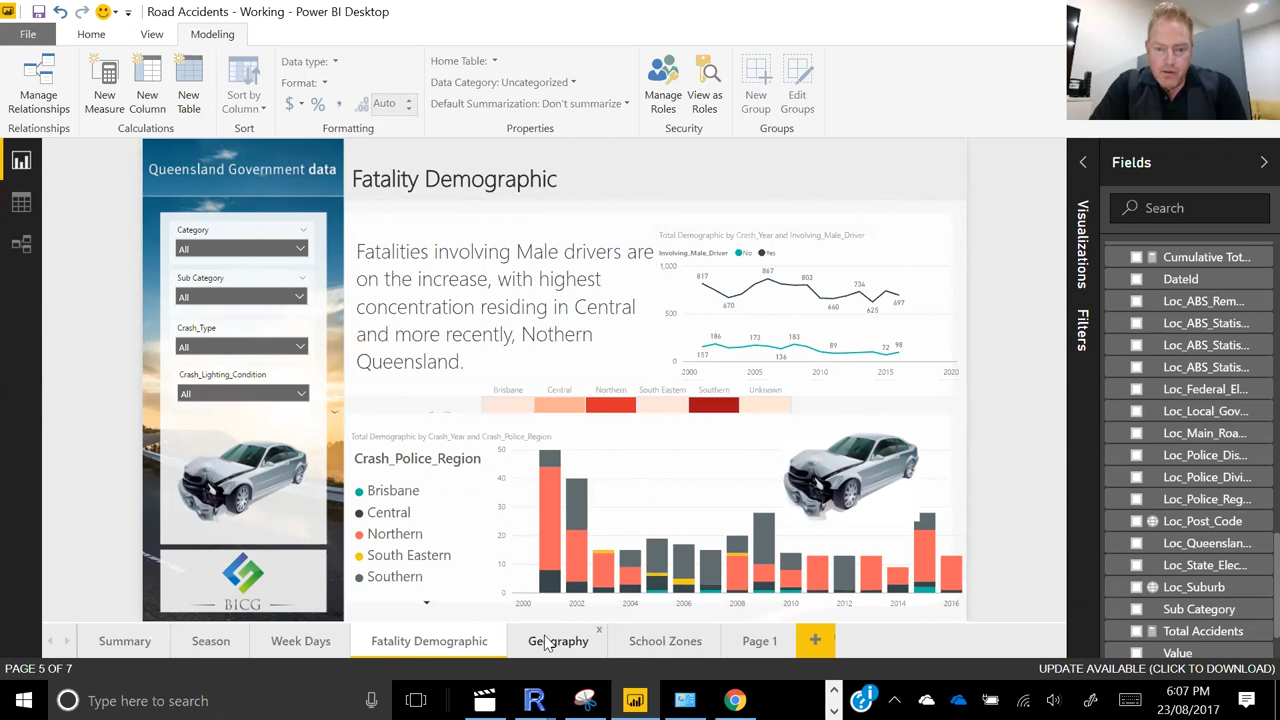 Road Accidents - Working - Power BI Desktop
File
Home
View
Modeling
Manage
Relationships
New
Measure
New
Column
New
Table
Sort by
Column
Data type:
Format:
$ % , Auto
Home Table:
Data Category: Uncategorized
Default Summarization: Don't summarize
Manage
Roles
View as
Roles
New
Group
Edit
Groups
Relationships
Calculations
Sort
Formatting
Properties
Security
Groups
Queensland Government data
Category
All
Sub Category
All
Crash_Type
All
Crash_Lighting_Condition
All
BICG
Fatality Demographic
Fatalities involving Male drivers are
on the increase, with highest
concentration residing in Central
and more recently, Nothern
Queensland.
Total Demographic by Crash_Year and Involving_Male_Driver
Involving_Male_Driver No Yes
1,000
500
0
817
670
867
803
660
734
625
697
157
186
173
136
183
89
72
98
2000 2005 2010 2015 2020
Brisbane Central Northern South Eastern Southern Unknown
Total Demographic by Crash_Year and Crash_Police_Region
Crash_Police_Region
Brisbane
Central
Northern
South Eastern
Southern
50
40
30
20
10
0
2000 2002 2004 2006 2008 2010 2012 2014 2016
Visualizations
Filters
Fields
Search
Cumulative Tot...
DateId
Loc_ABS_Rem...
Loc_ABS_Statis...
Loc_ABS_Statis...
Loc_ABS_Statis...
Loc_Federal_El...
Loc_Local_Gov...
Loc_Main_Roa...
Loc_Police_Dis...
Loc_Police_Divi...
Loc_Police_Reg...
Loc_Post_Code
Loc_Queenslan...
Loc_State_Elec...
Loc_Suburb
Sub Category
Total Accidents
Value
Summary
Season
Week Days
Fatality Demographic
Geography
School Zones
Page 1
PAGE 5 OF 7
UPDATE AVAILABLE (CLICK TO DOWNLOAD)
Type here to search
6:07 PM
23/08/2017